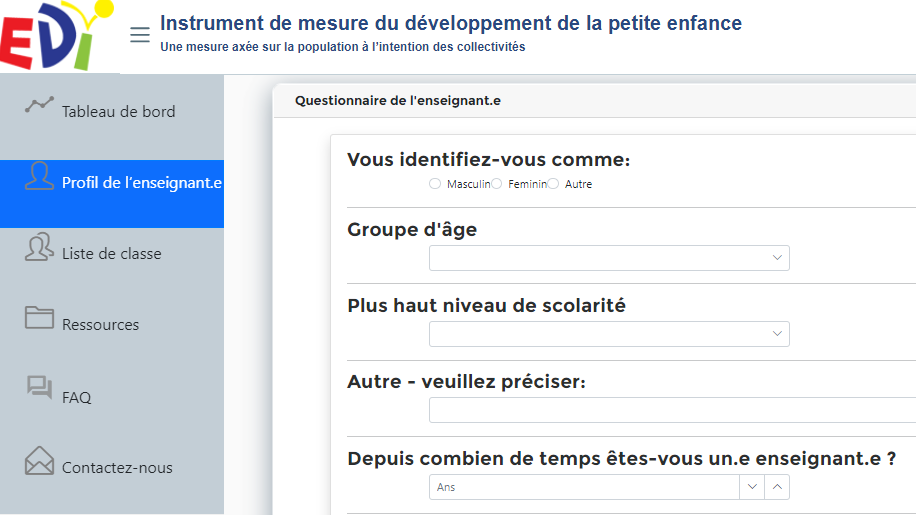 EDI
Instrument de mesure du développement de la petite enfance
Une mesure axée sur la population à l'intention des collectivités
Tableau de bord
Profil de l'enseignant.e
Liste de classe
Ressources
FAQ
Contactez-nous
Questionnaire de l'enseignant.e
Vous identifiez-vous comme:
Masculin Feminin Autre
Groupe d'âge
Plus haut niveau de scolarité
Autre - veuillez préciser:
Depuis combien de temps êtes-vous un.e enseignant.e ?
Ans